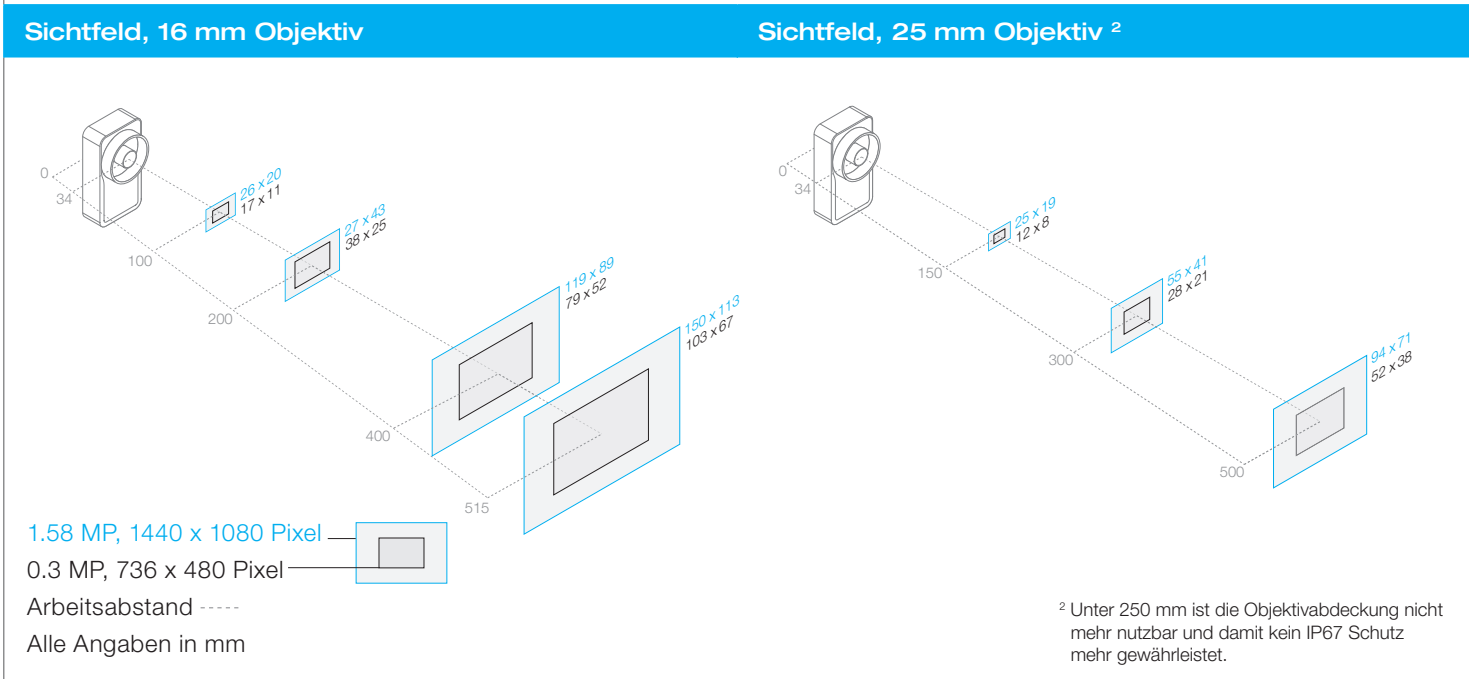 Sichtfeld, 16 mm Objektiv
Sichtfeld, 25 mm Objektiv ²
0
34
100
200
400
515
26 x 20
17 x 11
27 x 43
38 x 25
119 x 89
79 x 52
150 x 113
103 x 67
0
34
150
300
500
25 x 19
12 x 8
55 x 41
28 x 21
94 x 71
52 x 38
1.58 MP, 1440 x 1080 Pixel
0.3 MP, 736 x 480 Pixel
Arbeitsabstand -----
Alle Angaben in mm
² Unter 250 mm ist die Objektivabdeckung nicht
mehr nutzbar und damit kein IP67 Schutz
mehr gewährleistet.